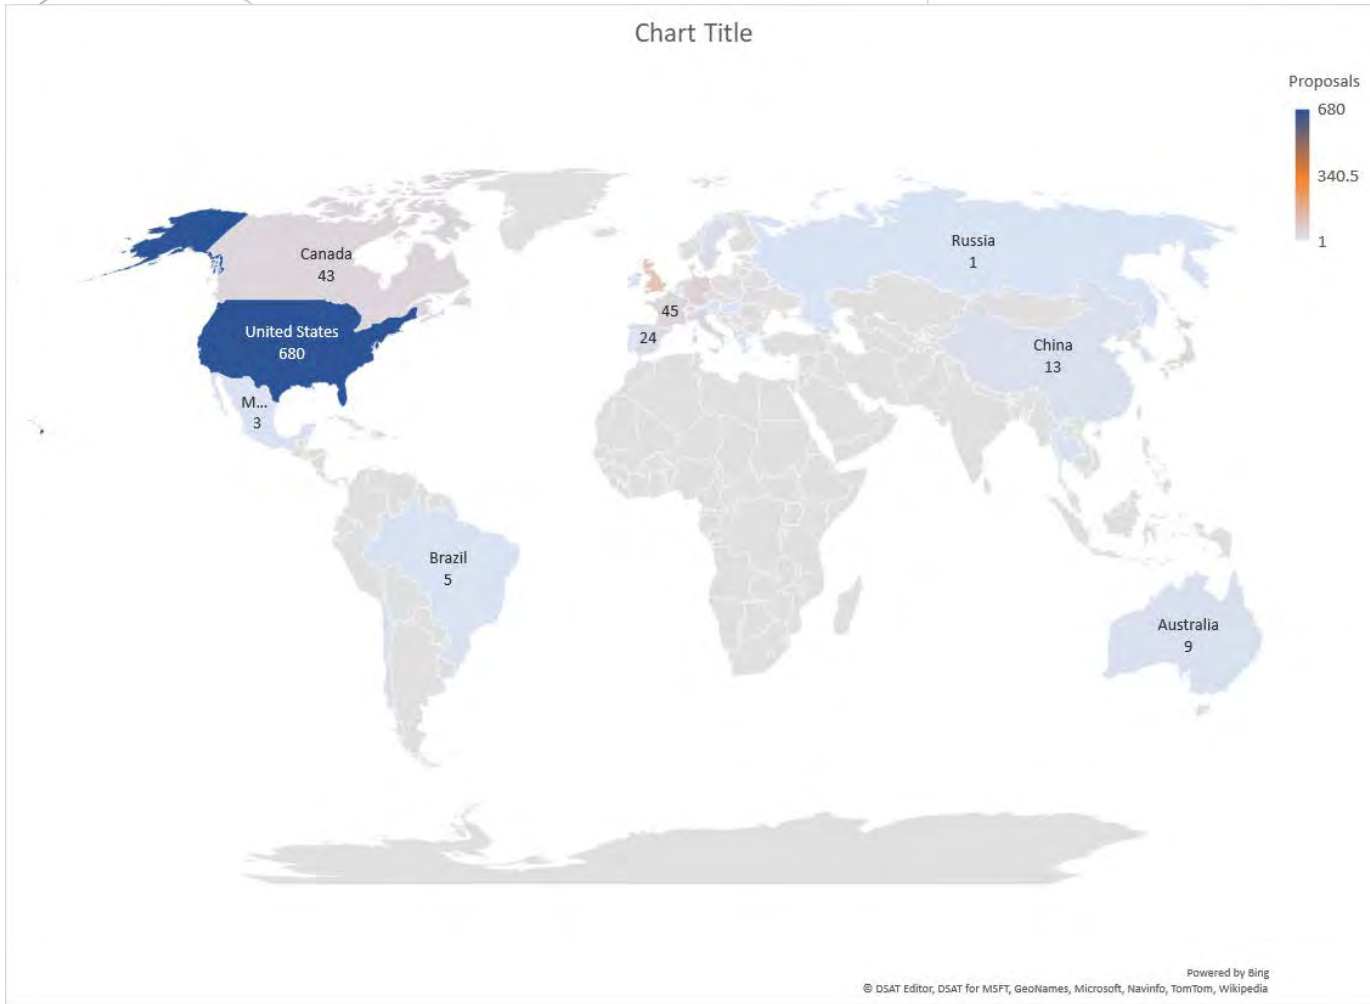 Chart Title
Proposals
680
340.5
1
Canada
43
United States
680
M...
3
Brazil
5
45
24
Russia
1
China
13
Australia
9
Powered by Bing
© DSAT Editor, DSAT for MSFT, GeoNames, Microsoft, Navinfo, TomTom, Wikipedia